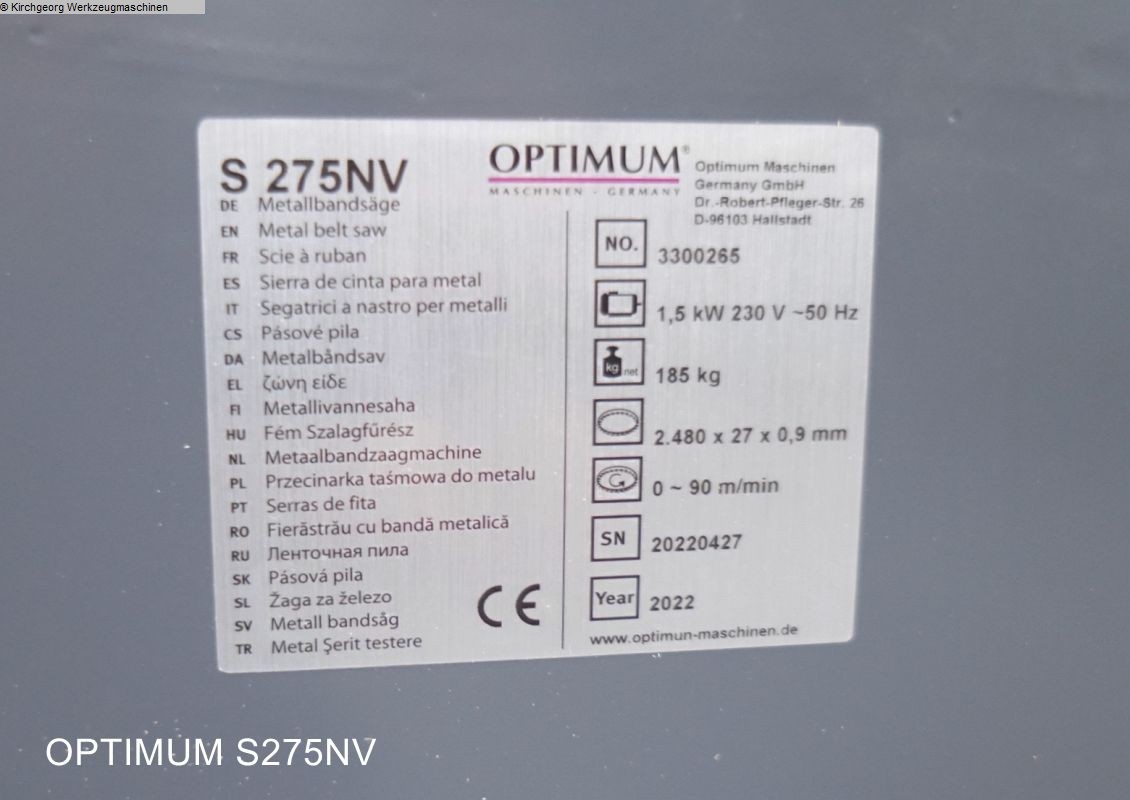 © Kirchgeorg Werkzeugmaschinen
S 275NV
DE Metallbandsäge
EN Metal belt saw
FR Scie à ruban
ES Sierra de cinta para metal
IT Segatrici a nastro per metalli
CS Pásové pila
DA Metalbåndsav
EL ζώνη είδε
FI Metallivannesaha
HU Fém Szalagfűrész
NL Metaalbandzaagmachine
PL Przecinarka taśmowa do metalu
PT Serras de fita
RO Fierăstrău cu bandă metalică
RU Ленточная пила
SK Pásová pila
SL Žaga za železo
SV Metall bandsåg
TR Metal Şerit testere
CE
OPTIMUM®
MASCHINEN - GERMANY
Optimum Maschinen
Germany GmbH
Dr.-Robert-Pfleger-Str. 26
D-96103 Hallstadt
NO. 3300265
1,5 kW 230 V ~50 Hz
kg net 185 kg
2.480 x 27 x 0,9 mm
0 ~ 90 m/min
SN 20220427
Year 2022
www.optimun-maschinen.de
OPTIMUM S275NV